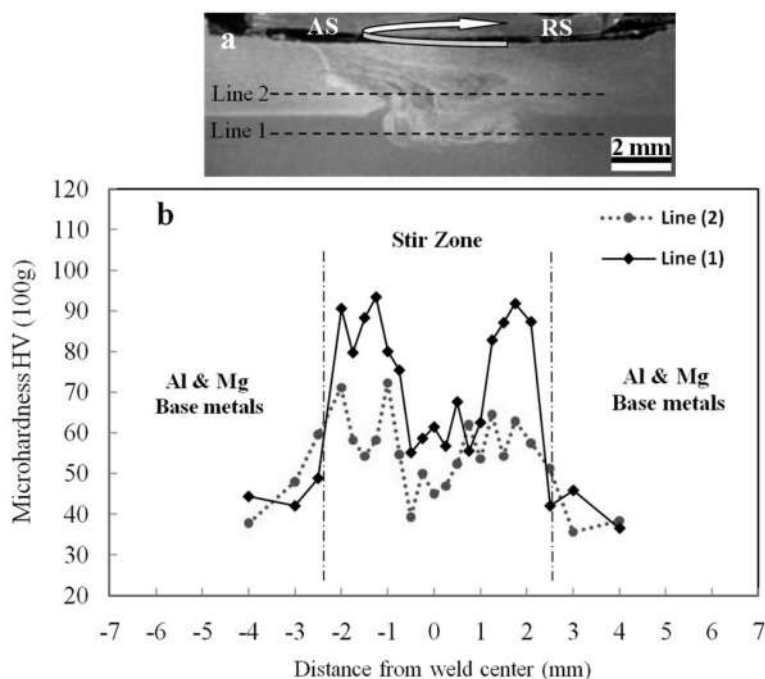 AS
RS
a
Line 2
Line 1
2 mm
b
Stir Zone
Line (2)
Line (1)
Al & Mg
Base metals
Al & Mg
Base metals
Microhardness HV (100g)
120
110
100
90
80
70
60
50
40
30
20
-7 -6 -5 -4 -3 -2 -1 0 1 2 3 4 5 6 7
Distance from weld center (mm)